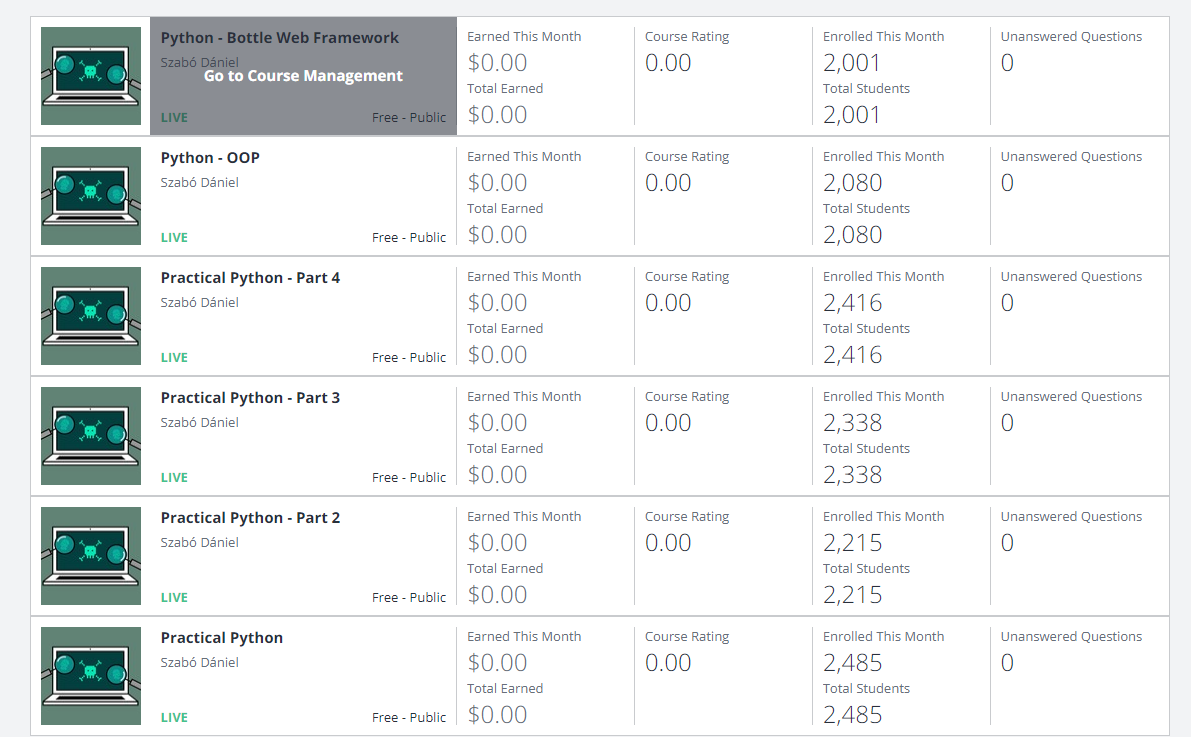 Python - Bottle Web Framework
Szabó Dániel
Go to Course Management
LIVE
Free - Public
Earned This Month
$0.00
Total Earned
$0.00
Course Rating
0.00
Enrolled This Month
2,001
Total Students
2,001
Unanswered Questions
0
Python - OOP
Szabó Dániel
LIVE
Free - Public
Earned This Month
$0.00
Total Earned
$0.00
Course Rating
0.00
Enrolled This Month
2,080
Total Students
2,080
Unanswered Questions
0
Practical Python - Part 4
Szabó Dániel
LIVE
Free - Public
Earned This Month
$0.00
Total Earned
$0.00
Course Rating
0.00
Enrolled This Month
2,416
Total Students
2,416
Unanswered Questions
0
Practical Python - Part 3
Szabó Dániel
LIVE
Free - Public
Earned This Month
$0.00
Total Earned
$0.00
Course Rating
0.00
Enrolled This Month
2,338
Total Students
2,338
Unanswered Questions
0
Practical Python - Part 2
Szabó Dániel
LIVE
Free - Public
Earned This Month
$0.00
Total Earned
$0.00
Course Rating
0.00
Enrolled This Month
2,215
Total Students
2,215
Unanswered Questions
0
Practical Python
Szabó Dániel
LIVE
Free - Public
Earned This Month
$0.00
Total Earned
$0.00
Course Rating
0.00
Enrolled This Month
2,485
Total Students
2,485
Unanswered Questions
0